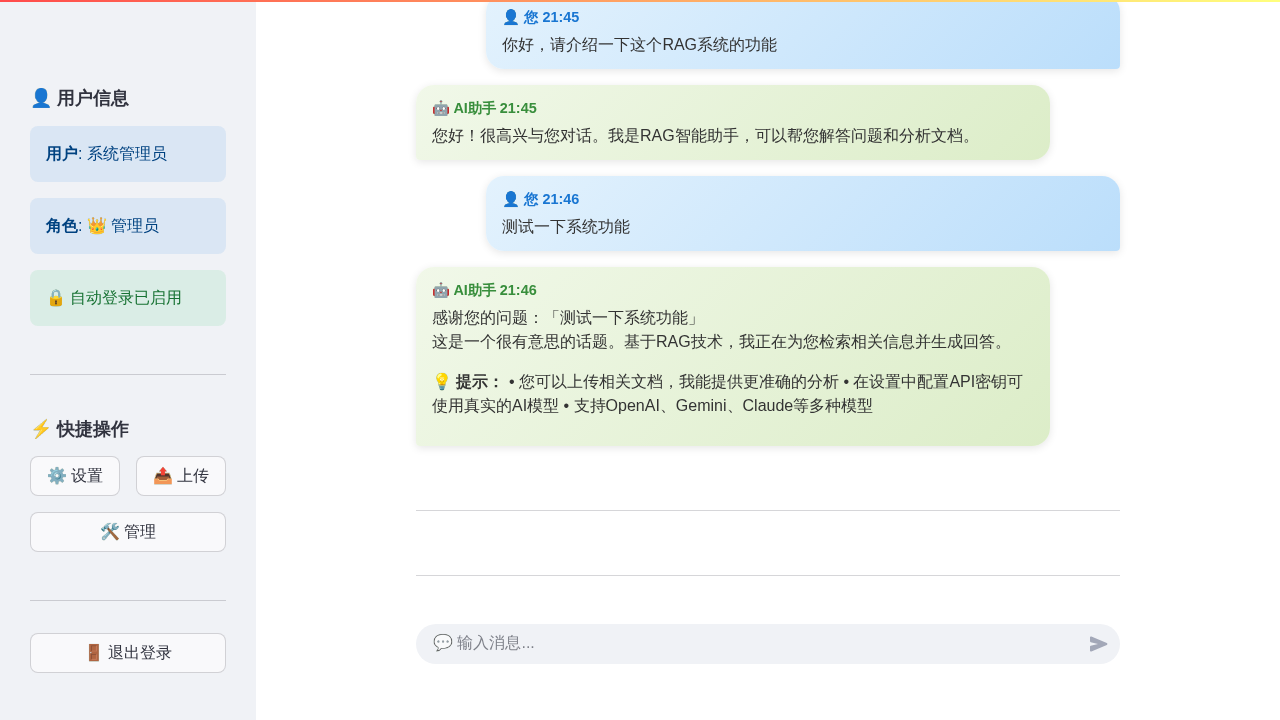 👤 用户信息
用户: 系统管理员
角色: 👑 管理员
🔒 自动登录已启用
⚡ 快捷操作
⚙️ 设置
📤 上传
🛠️ 管理
🚪 退出登录
👤 您 21:45
你好，请介绍一下这个RAG系统的功能
🤖 AI助手 21:45
您好！很高兴与您对话。我是RAG智能助手，可以帮您解答问题和分析文档。
👤 您 21:46
测试一下系统功能
🤖 AI助手 21:46
感谢您的问题：「测试一下系统功能」
这是一个很有意思的话题。基于RAG技术，我正在为您检索相关信息并生成回答。
💡 提示： • 您可以上传相关文档，我能提供更准确的分析 • 在设置中配置API密钥可
使用真实的AI模型 • 支持OpenAI、Gemini、Claude等多种模型
💬 输入消息...